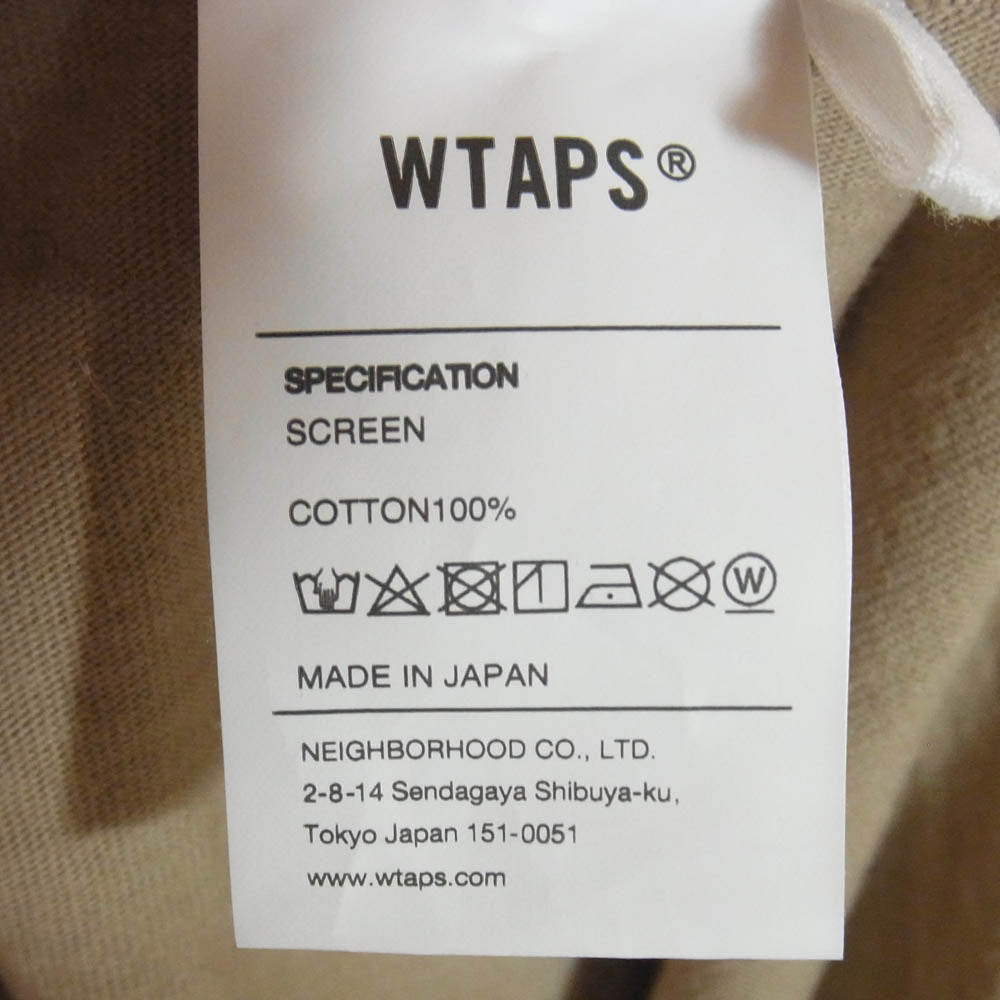 WTAPS®
SPECIFICATION
SCREEN
COTTON100%
W
MADE IN JAPAN
NEIGHBORHOOD CO., LTD.
2-8-14 Sendagaya Shibuya-ku,
Tokyo Japan 151-0051
www.wtaps.com